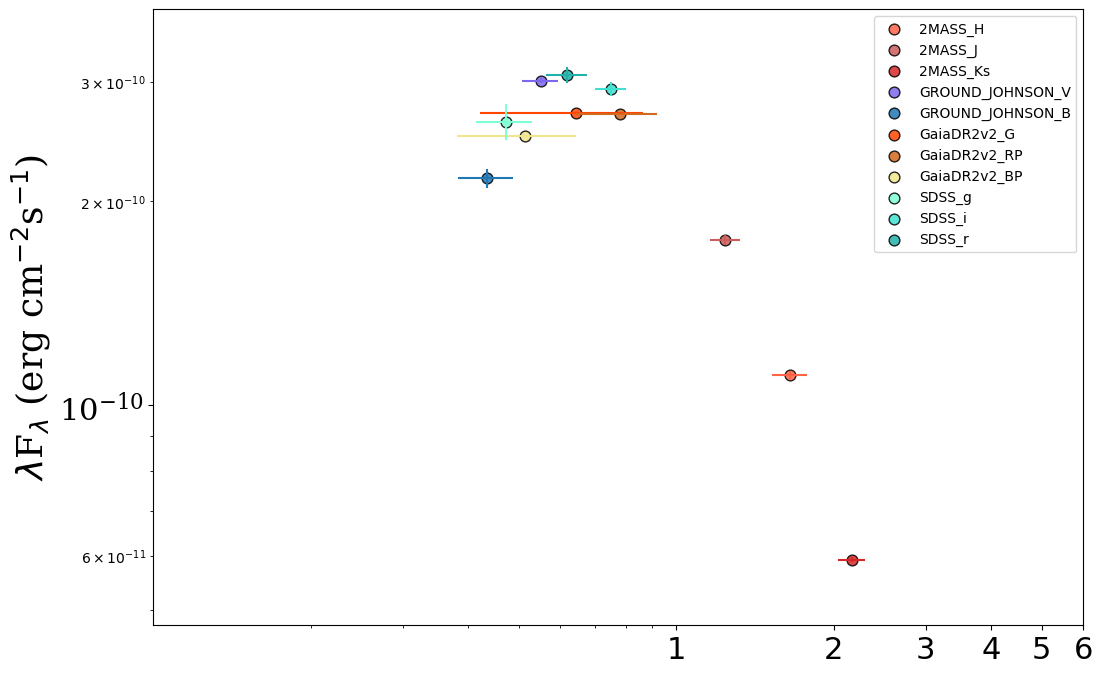 λF_λ (erg cm⁻²s⁻¹)
3 × 10⁻¹⁰
2 × 10⁻¹⁰
10⁻¹⁰
6 × 10⁻¹¹
1 2 3 4 5 6
2MASS_H
2MASS_J
2MASS_Ks
GROUND_JOHNSON_V
GROUND_JOHNSON_B
GaiaDR2v2_G
GaiaDR2v2_RP
GaiaDR2v2_BP
SDSS_g
SDSS_i
SDSS_r